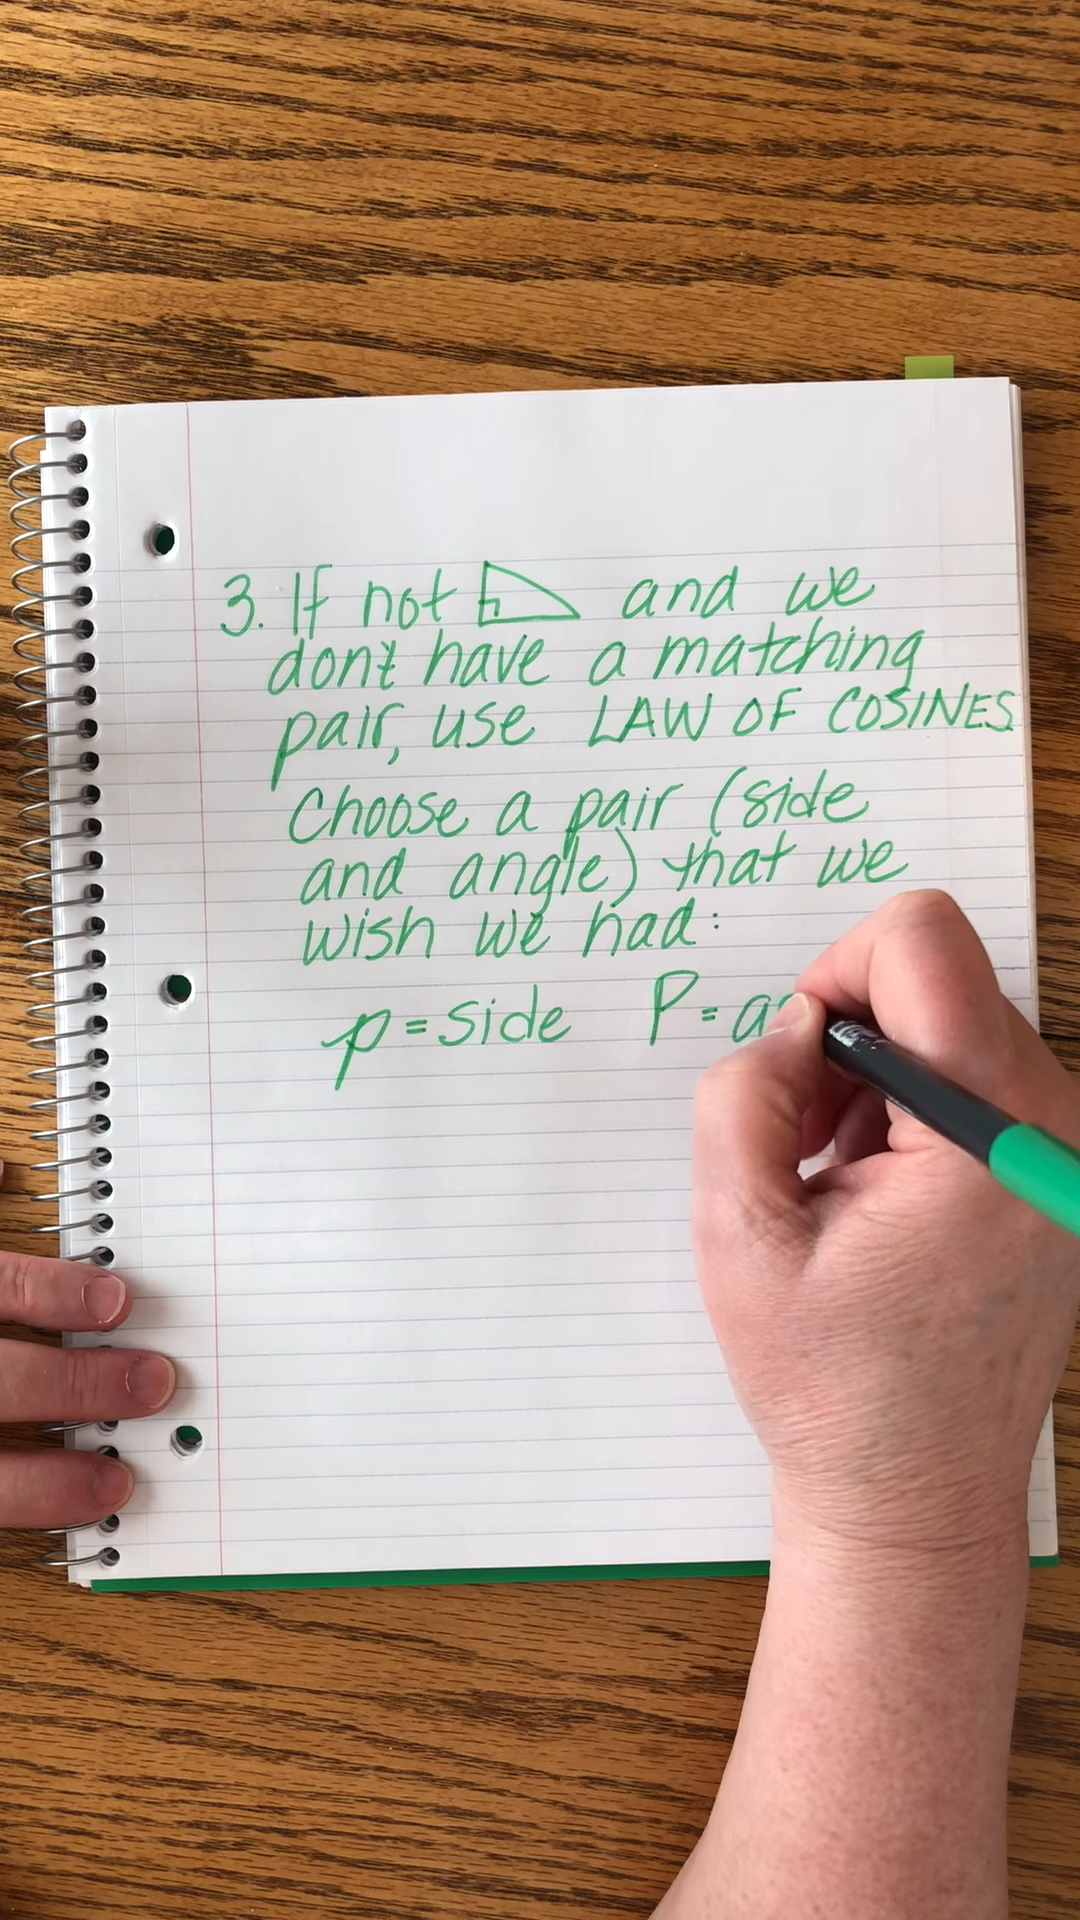 3. If not and we
don't have a matching
pair, use LAW OF COSINES
Choose a pair (side
and angle) that we
wish we had:
p = side P =